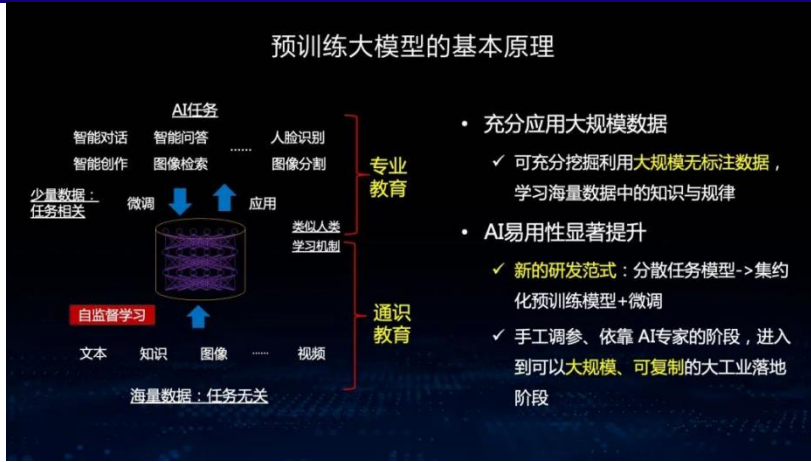 预训练大模型的基本原理
AI任务
智能对话 智能问答 …… 人脸识别
智能创作 图像检索 图像分割
少量数据：
任务相关
微调 应用
专业
教育
类似人类
学习机制
自监督学习
通识
教育
文本 知识 图像 …… 视频
海量数据：任务无关
• 充分应用大规模数据
✓ 可充分挖掘利用大规模无标注数据，
学习海量数据中的知识与规律
• AI易用性显著提升
✓ 新的研发范式：分散任务模型->集约
化预训练模型+微调
✓ 手工调参、依靠 AI专家的阶段，进入
到可以大规模、可复制的大工业落地
阶段